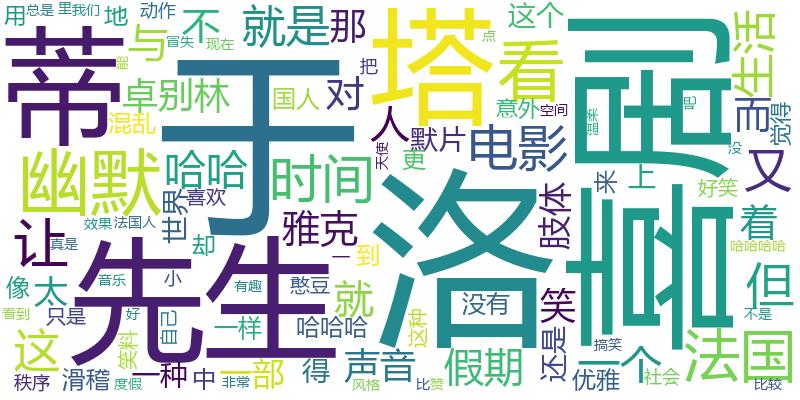 用 总是 里我们 地 动作 不 就是 那 这个 看 喜剧 生活
冒失 现在 与 能 把 点
蒂 于 塔
卓别林 国人 对 意外 空间 而 觉得
混乱 人 默片 电影 温柔 吧
幽默 哈哈 时间 天使 更 没 又
喜欢 雅克 洛 肢体 来 上 好笑
让 效果 法国人 世界 却 一 到 着
真是 先生 哈哈哈哈
像 太 音乐 小 有趣 憨豆 就 没有 笑 但
看到 只是 好 自己 一样 哈哈哈 这种 还是 不是
这 笑料 声音 假期 搞笑 一个 法国
秩序 滑稽 一种 中 一部 得 优雅 社会
度假 非常 风格 比 赞 比较